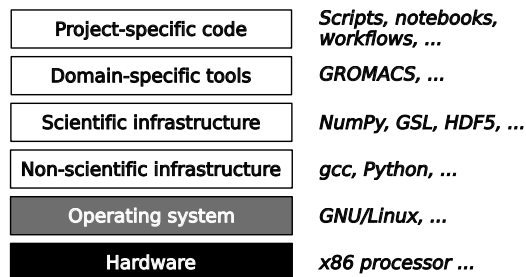 Project-specific code
Scripts, notebooks,
workflows, ...
Domain-specific tools
GROMACS, ...
Scientific infrastructure
NumPy, GSL, HDF5, ...
Non-scientific infrastructure
gcc, Python, ...
Operating system
GNU/Linux, ...
Hardware
x86 processor ...